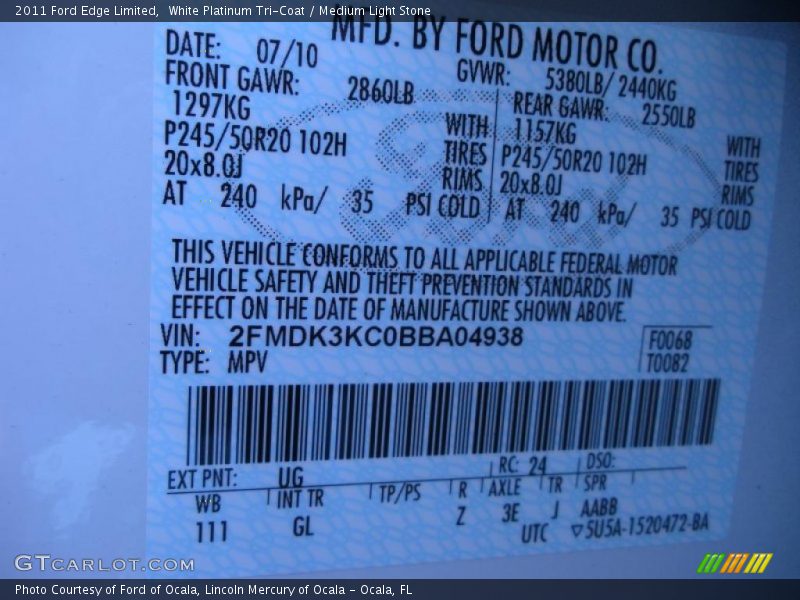 2011 Ford Edge Limited, White Platinum Tri-Coat / Medium Light Stone
MFD. BY FORD MOTOR CO.
DATE: 07/10 GVWR: 5380LB/ 2440KG
FRONT GAWR: 2860LB REAR GAWR: 2550LB
1297KG WITH 1157KG WITH
P245/50R20 102H TIRES P245/50R20 102H TIRES
20x8.0J RIMS 20x8.0J RIMS
AT 240 kPa/ 35 PSI COLD AT 240 kPa/ 35 PSI COLD
THIS VEHICLE CONFORMS TO ALL APPLICABLE FEDERAL MOTOR
VEHICLE SAFETY AND THEFT PREVENTION STANDARDS IN
EFFECT ON THE DATE OF MANUFACTURE SHOWN ABOVE.
VIN: 2FMDK3KC0BBA04938 F0068
TYPE: MPV T0082
EXT PNT: UG RC: 24 DSO:
WB INT TR TP/PS R AXLE TR SPR
111 GL Z 3E J AABB
UTC ▽5U5A-1520472-BA
GTCARLOT.COM
Photo Courtesy of Ford of Ocala, Lincoln Mercury of Ocala - Ocala, FL